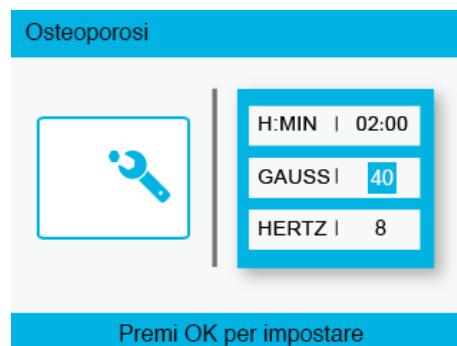 Osteoporosi
H:MIN | 02:00
GAUSS | 40
HERTZ | 8
Premi OK per impostare